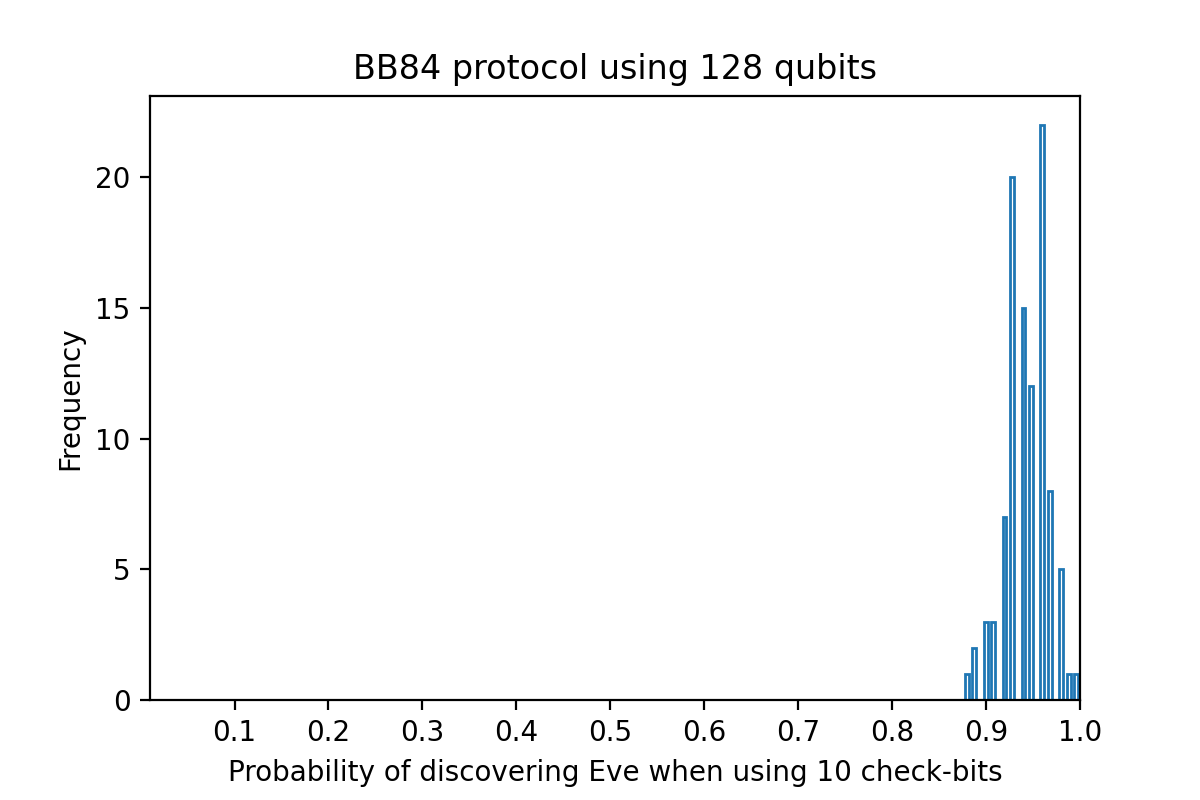 BB84 protocol using 128 qubits
Frequency
20
15
10
5
0
0.1 0.2 0.3 0.4 0.5 0.6 0.7 0.8 0.9 1.0
Probability of discovering Eve when using 10 check-bits